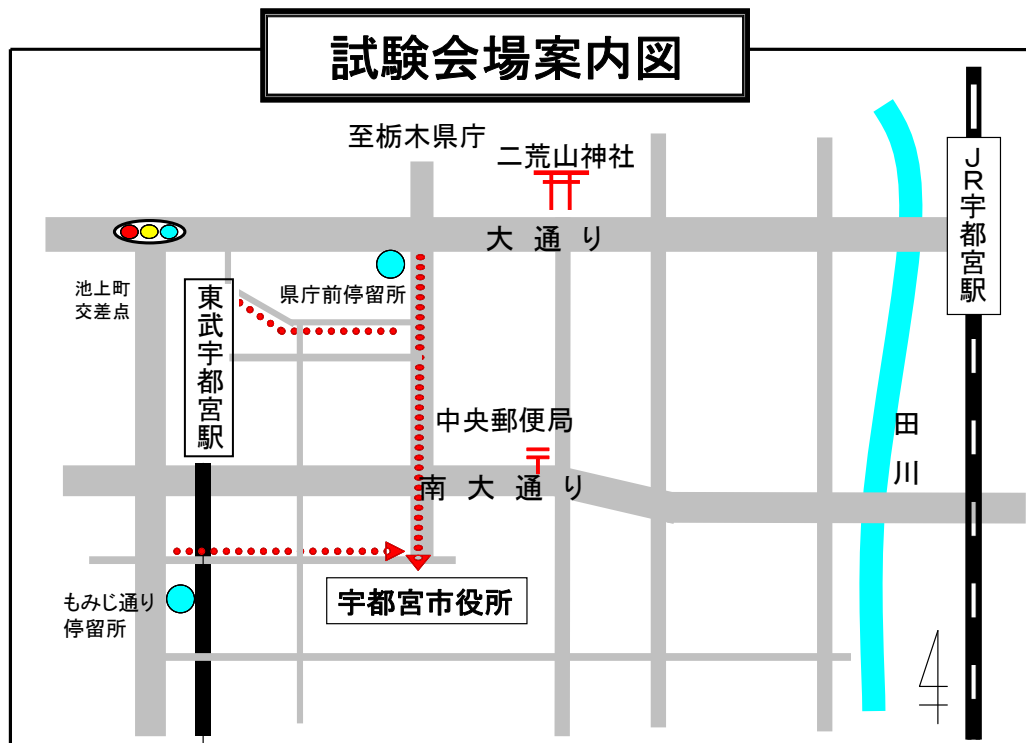 試験会場案内図
至栃木県庁
二荒山神社
JR宇都宮駅
大通り
池上町
交差点
東武宇都宮駅
県庁前停留所
中央郵便局
田川
南大通り
もみじ通り
停留所
宇都宮市役所